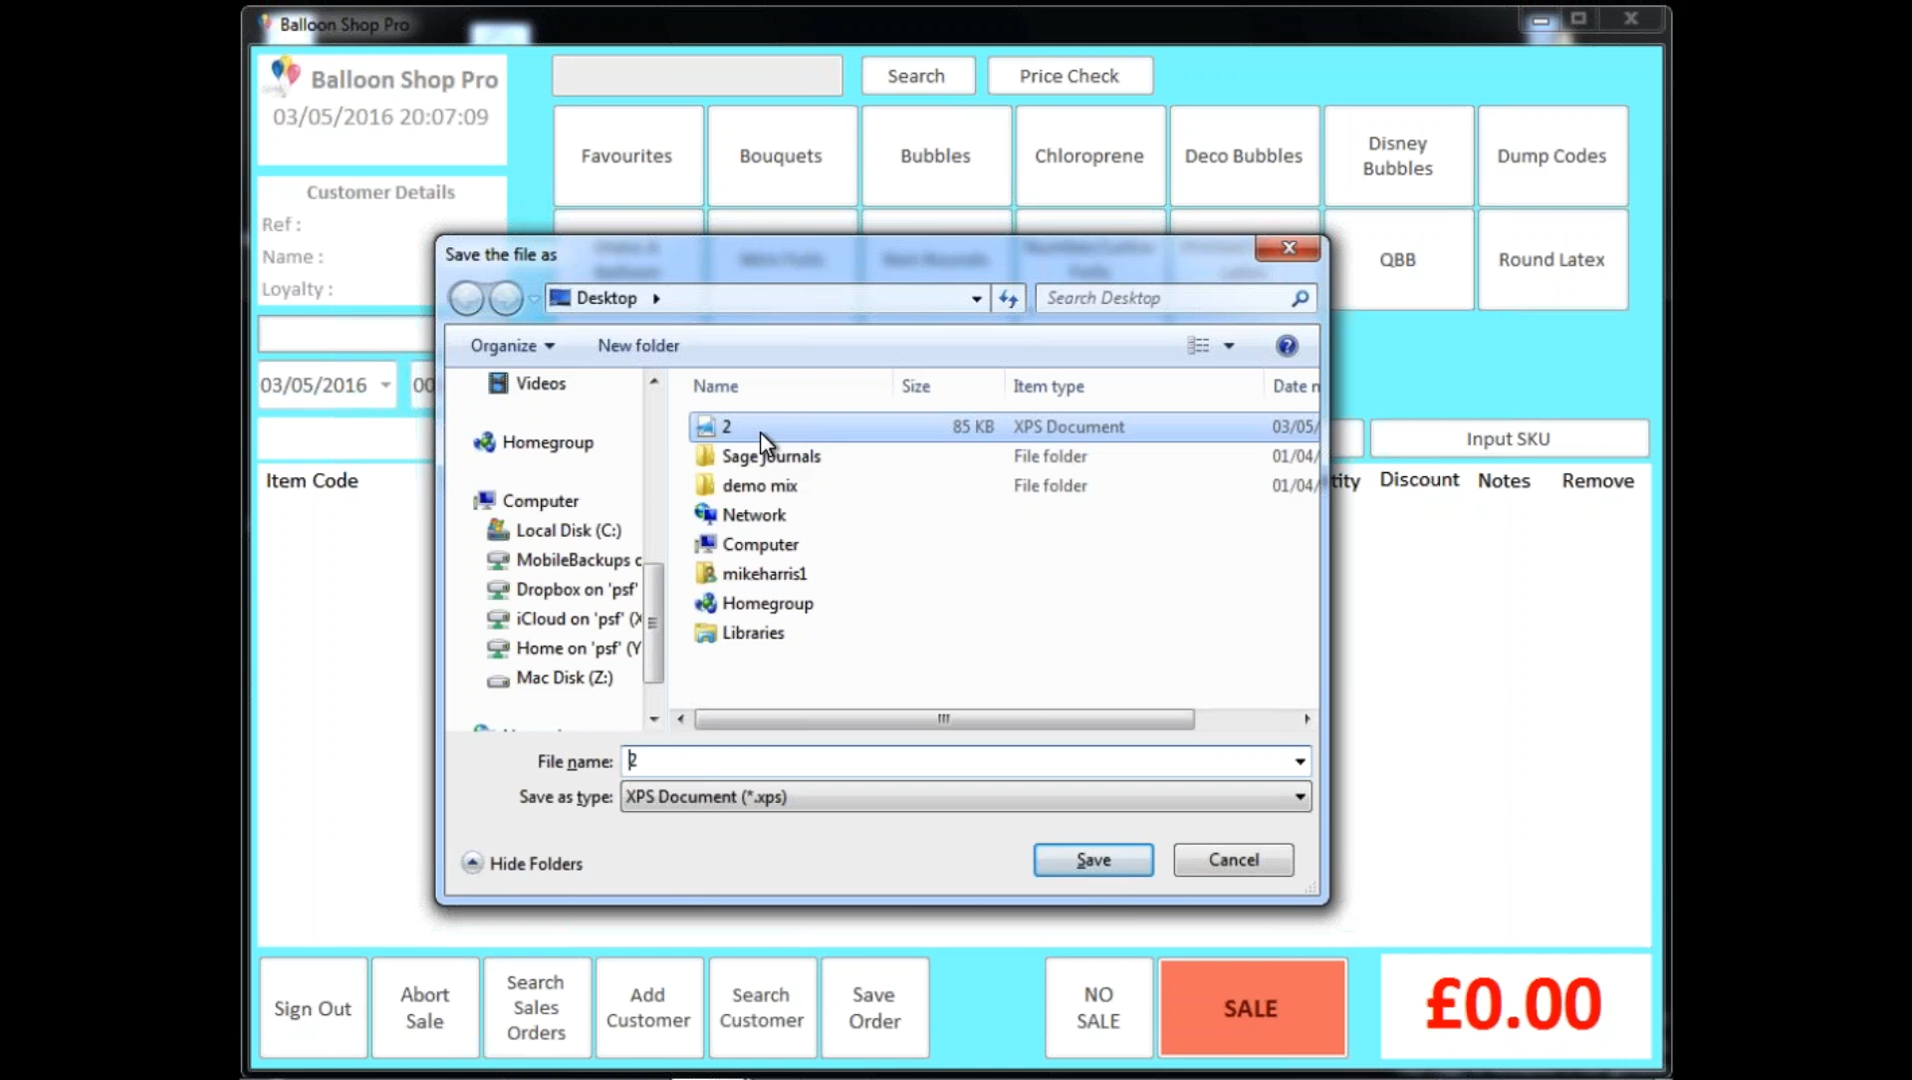 Balloon Shop Pro
Balloon Shop Pro
03/05/2016 20:07:09
Search
Price Check
Favourites
Bouquets
Bubbles
Chloroprene
Deco Bubbles
Disney
Bubbles
Dump Codes
QBB
Round Latex
Customer Details
Ref :
Name :
Loyalty :
03/05/2016
00
Input SKU
Item Code
tity
Discount
Notes
Remove
Save the file as
Desktop
Search Desktop
Organize
New folder
Videos
Homegroup
Computer
Local Disk (C:)
MobileBackups c
Dropbox on 'psf'
iCloud on 'psf' (X
Home on 'psf' (Y
Mac Disk (Z:)
Name Size Item type Date n
2 85 KB XPS Document 03/05/
Sage journals File folder 01/04/
demo mix File folder 01/04/
Network
Computer
mikeharris1
Homegroup
Libraries
File name: 2
Save as type: XPS Document (*.xps)
Hide Folders
Save
Cancel
Sign Out
Abort
Sale
Search
Sales
Orders
Add
Customer
Search
Customer
Save
Order
NO
SALE
SALE
£0.00